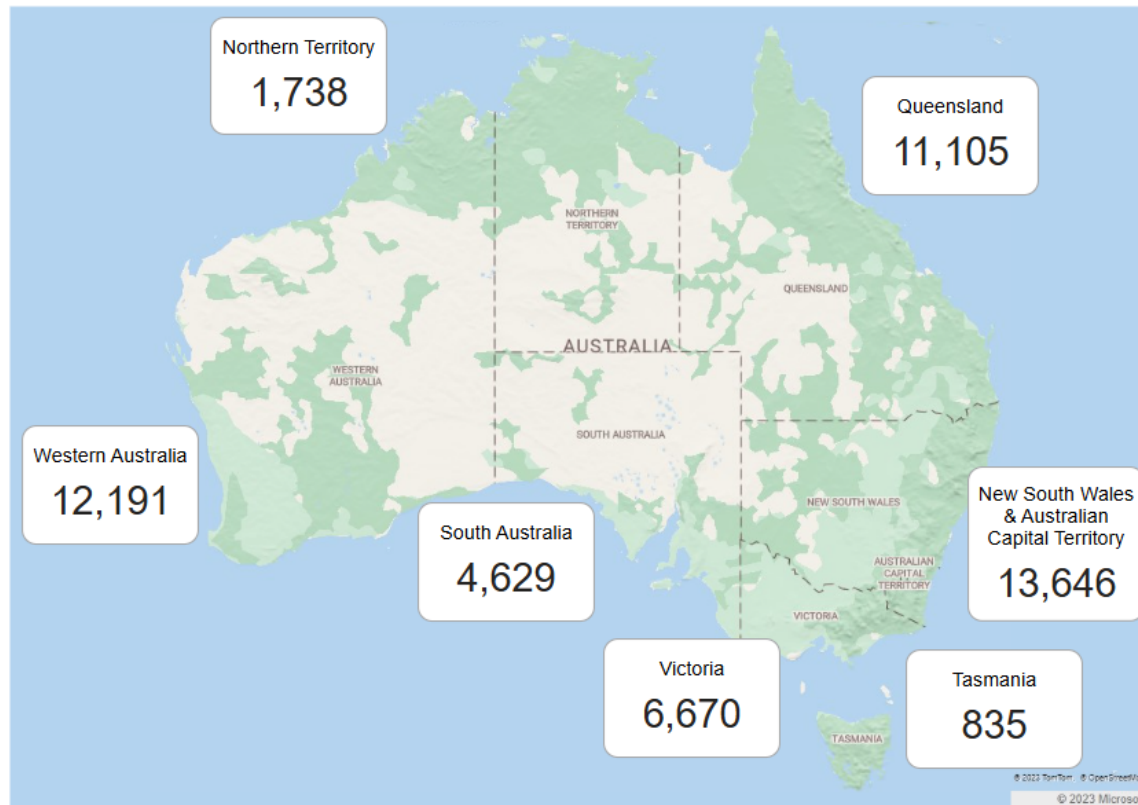 Northern Territory
1,738
Queensland
11,105
NORTHERN
TERRITORY
QUEENSLAND
AUSTRALIA
WESTERN
AUSTRALIA
SOUTH AUSTRALIA
Western Australia
12,191
South Australia
4,629
NEW SOUTH WALES
New South Wales
& Australian
Capital Territory
13,646
AUSTRALIAN
CAPITAL
TERRITORY
VICTORIA
Victoria
6,670
Tasmania
835
TASMANIA
© 2023 TomTom © OpenStreetMa
© 2023 Microso